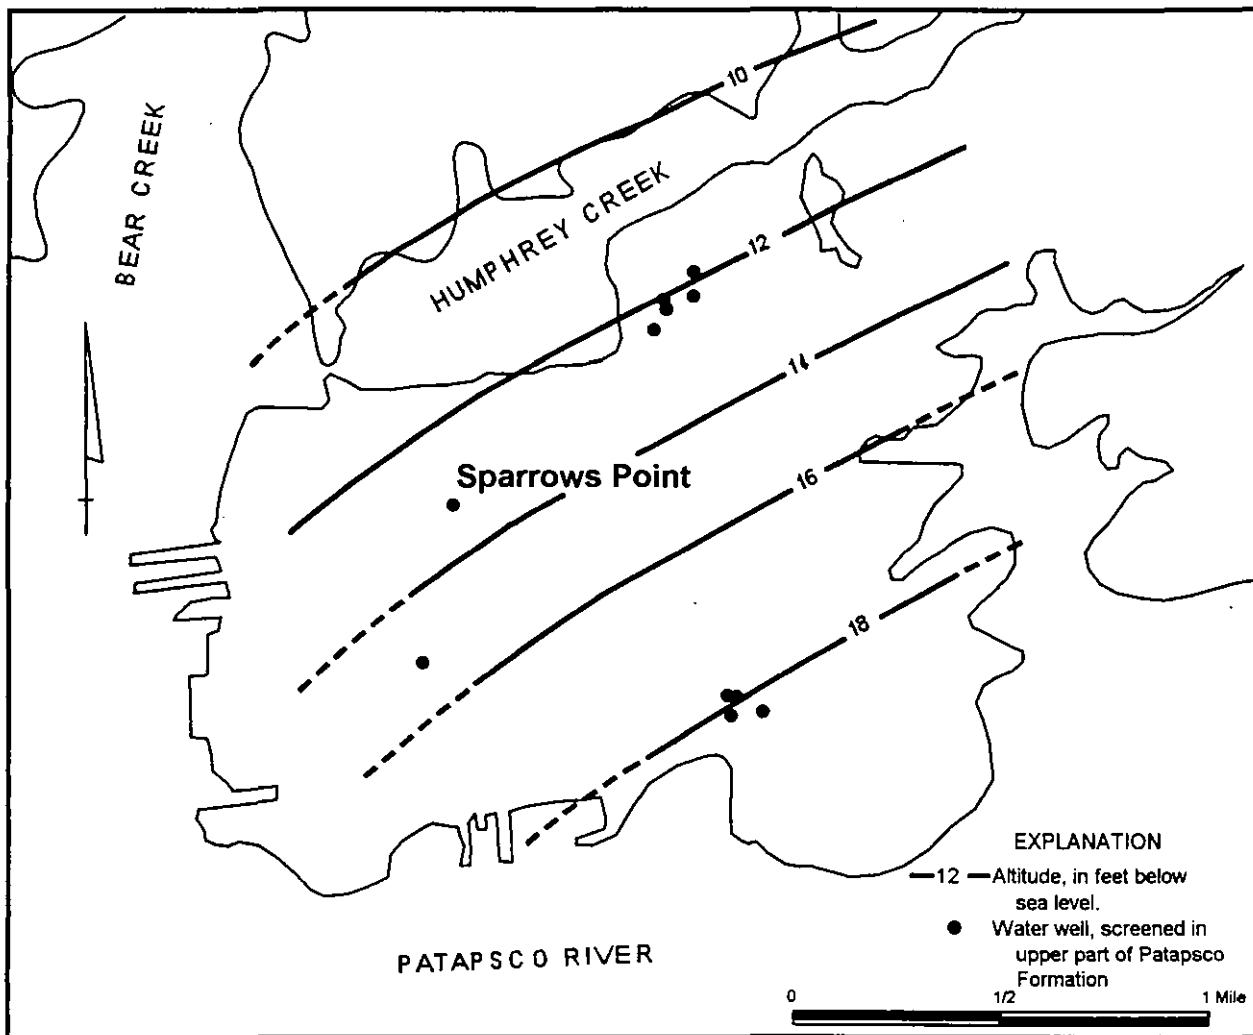 10
BEAR CREEK
HUMPHREY CREEK
12
14
Sparrows Point
16
18
EXPLANATION
12 Altitude, in feet below
sea level.
Water well, screened in
upper part of Patapsco
Formation
PATAPSCO RIVER
0 1/2 1 Mile